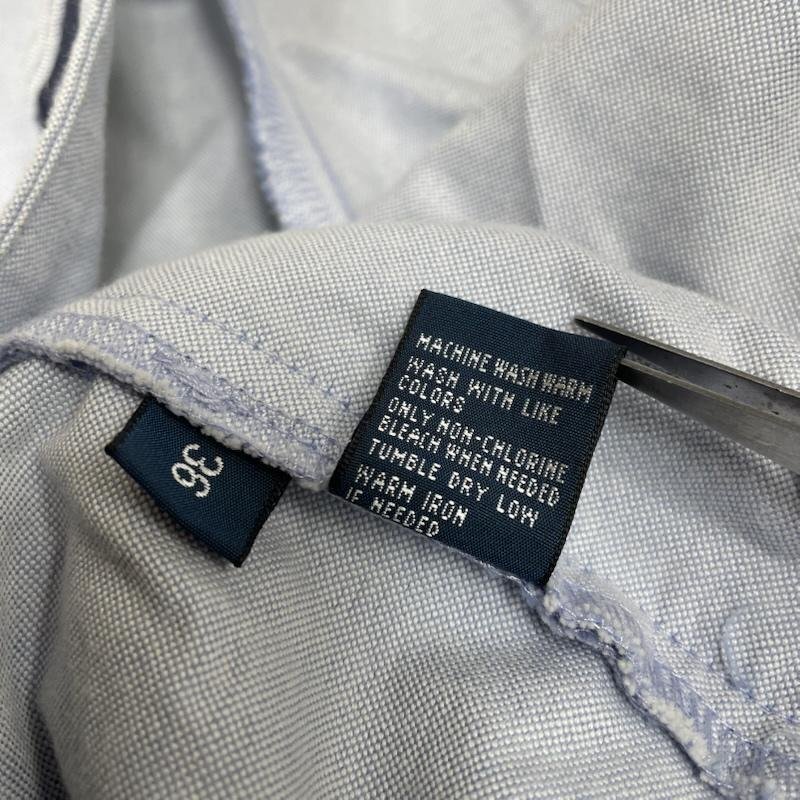 MACHINE WASH WARM
WASH WITH LIKE
COLORS
ONLY NON-CHLORINE
BLEACH WHEN NEEDED
TUMBLE DRY LOW
WARM IRON
IF NEEDED
36